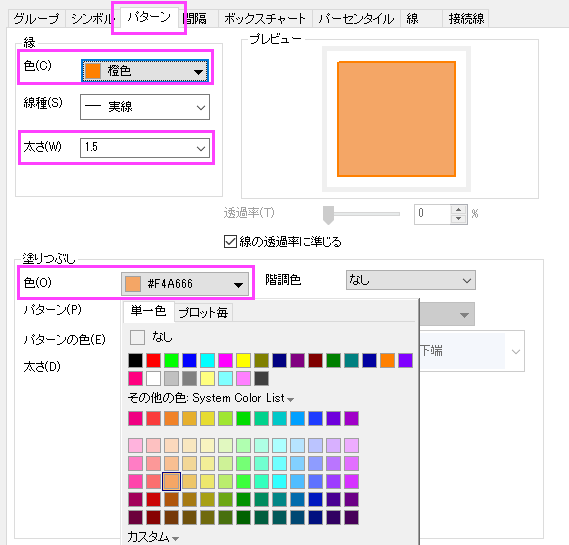 グループ シンボル パターン 間隔 ボックスチャート パーセンタイル 線 接続線
縁
色(C) 橙色
線種(S) 実線
太さ(W) 1.5
プレビュー
透過率(T) 0 %
線の透過率に準じる
塗りつぶし
色(O) #F4A666 階調色 なし
パターン(P)
パターンの色(E) 下端
太さ(D)
単一色 プロット毎
なし
その他の色: System Color List
カスタム